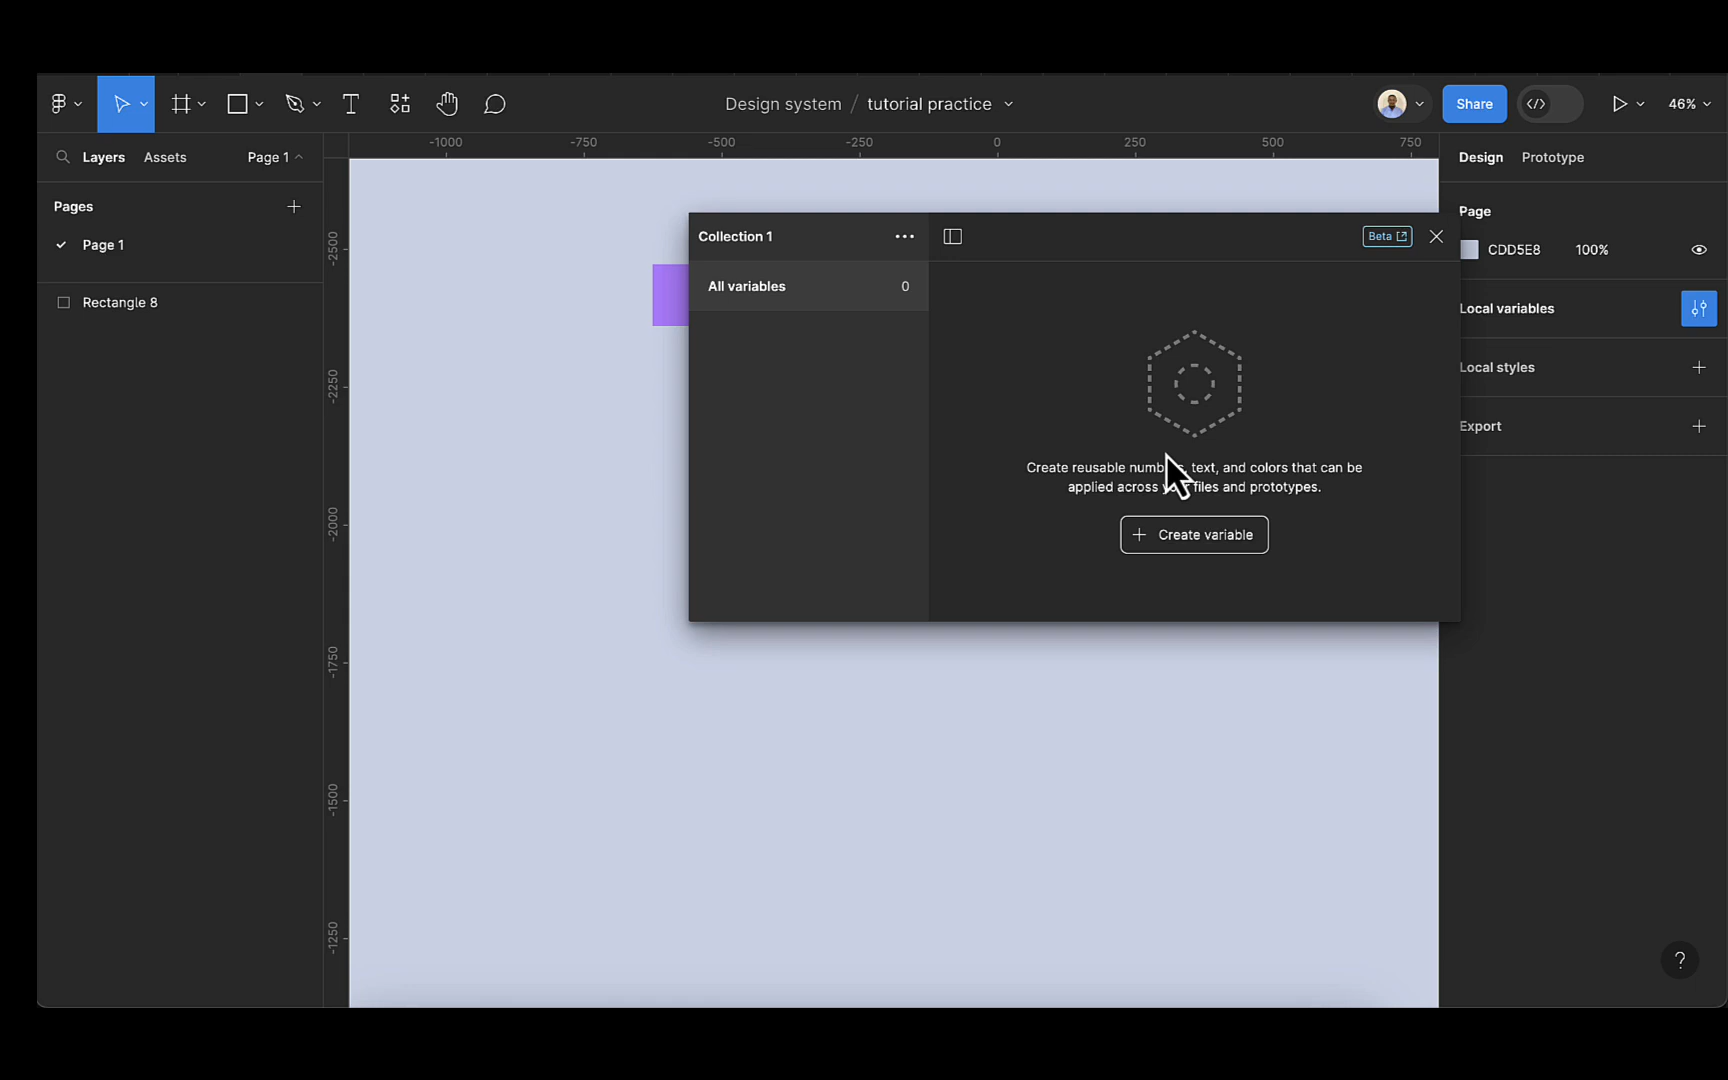 Design system / tutorial practice
Share
46%
Layers Assets Page 1
-1000 -750 -500 -250 0 250 500 750
Design Prototype
Pages
Page 1
Rectangle 8
-2500
-2250
-2000
-1750
-1500
-1250
Collection 1
Beta
All variables 0
Create reusable text, and colors that can be
applied across files and prototypes.
+ Create variable
Page
CDD5E8 100%
Local variables
Local styles
Export
?